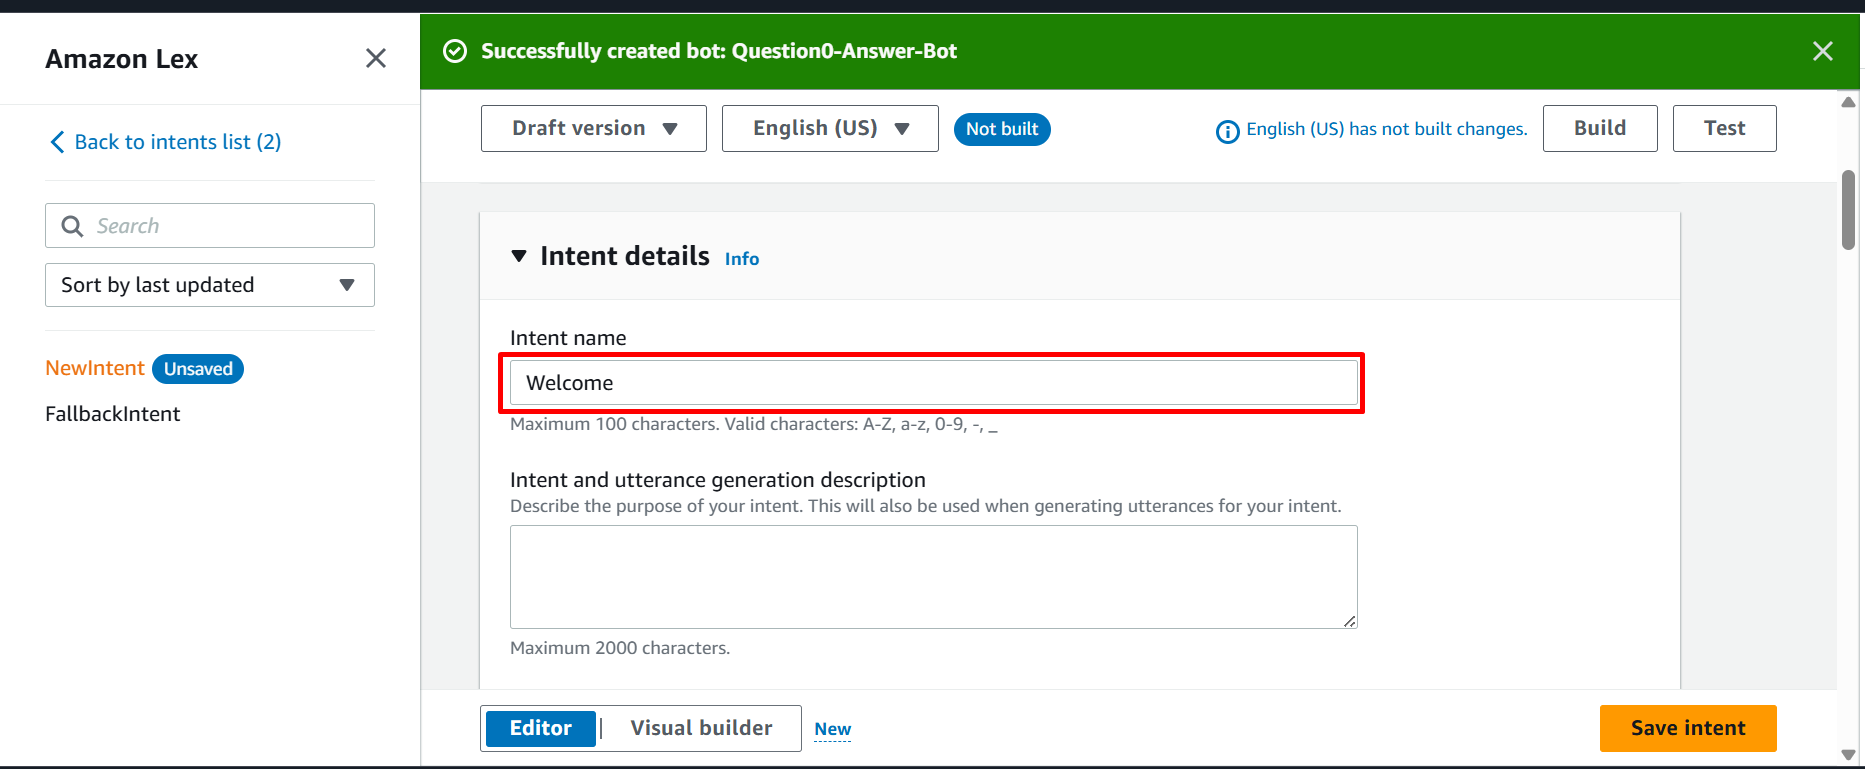 Amazon Lex
Back to intents list (2)
Search
Sort by last updated
NewIntent Unsaved
FallbackIntent
Successfully created bot: Question0-Answer-Bot
Draft version English (US) Not built English (US) has not built changes. Build Test
Intent details Info
Intent name
Welcome
Maximum 100 characters. Valid characters: A-Z, a-z, 0-9, -, _
Intent and utterance generation description
Describe the purpose of your intent. This will also be used when generating utterances for your intent.
Maximum 2000 characters.
Editor | Visual builder New Save intent